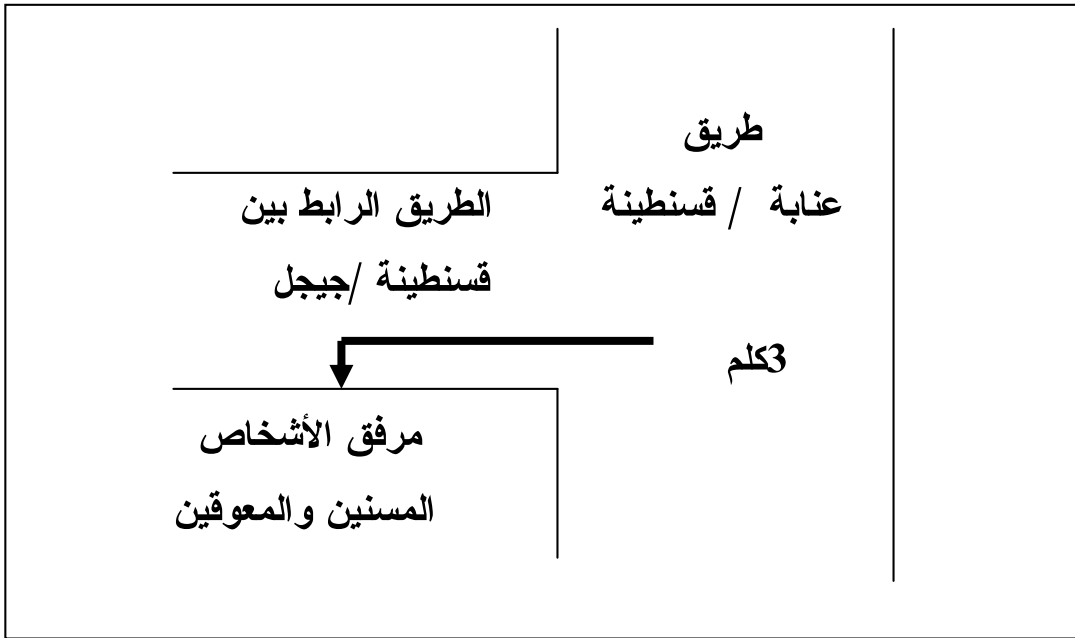 طريق
عنابة / قسنطينة
الطريق الرابط بين
قسنطينة /جيجل
3كلم
مرفق الأشخاص
المسنين والمعوقين